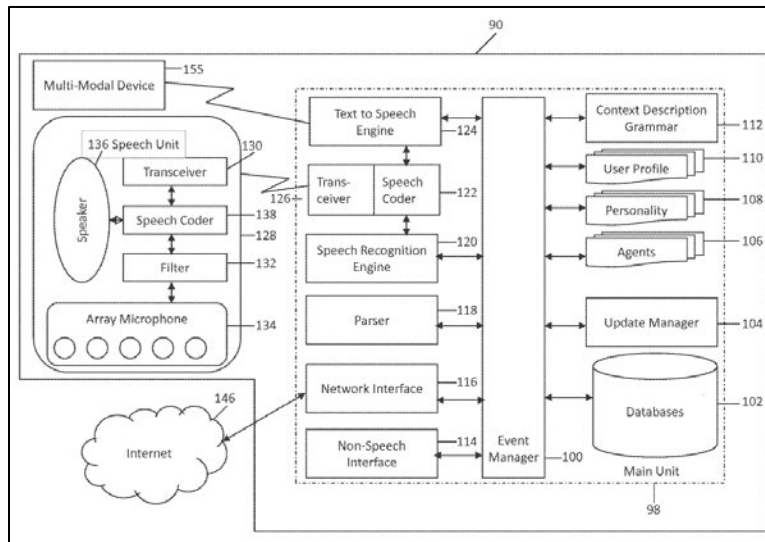 90
155
Multi-Modal Device
136 Speech Unit
130
Transceiver
Speaker
Speech Coder
138
128
Filter
132
Array Microphone
134
146
Internet
Text to Speech
Engine
124
Trans-
ceiver
Speech
Coder
122
126
Speech Recognition
Engine
120
Parser
118
Network Interface
116
Non-Speech
Interface
114
Event
Manager
100
Context Description
Grammar
112
User Profile
110
Personality
108
Agents
106
Update Manager
104
Databases
102
Main Unit
98